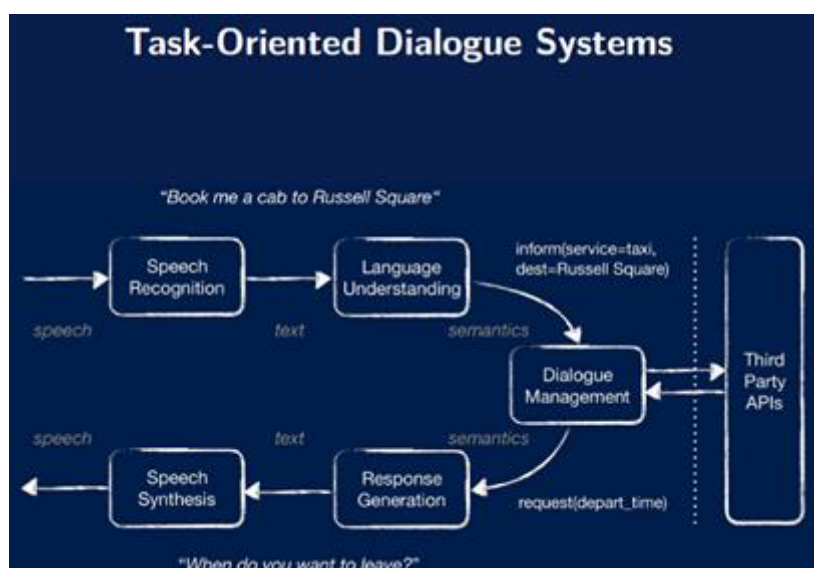 Task-Oriented Dialogue Systems
"Book me a cab to Russell Square"
Speech
Recognition
Language
Understanding
inform(service=taxi,
dest=Russell Square)
speech
text
semantics
Dialogue
Management
Third
Party
APIs
speech
text
semantics
Speech
Synthesis
Response
Generation
request(depart_time)
"When do you want to leave?"